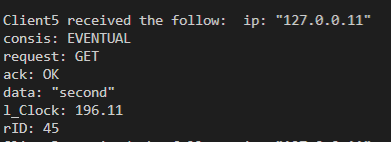 Client5 received the follow:  ip: "127.0.0.11"
consis: EVENTUAL
request: GET
ack: OK
data: "second"
l_Clock: 196.11
rID: 45